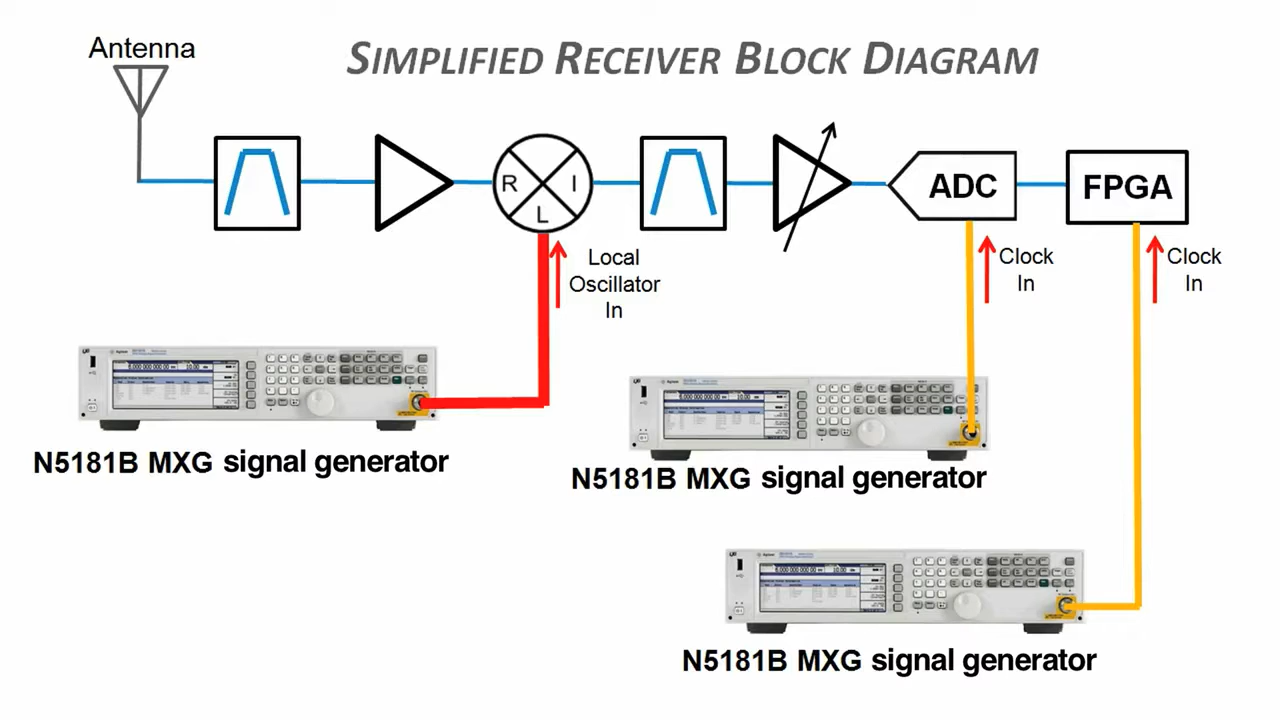 Antenna
SIMPLIFIED RECEIVER BLOCK DIAGRAM
R
I
L
ADC
FPGA
Local
Oscillator
In
Clock
In
Clock
In
N5181B MXG signal generator
N5181B MXG signal generator
N5181B MXG signal generator